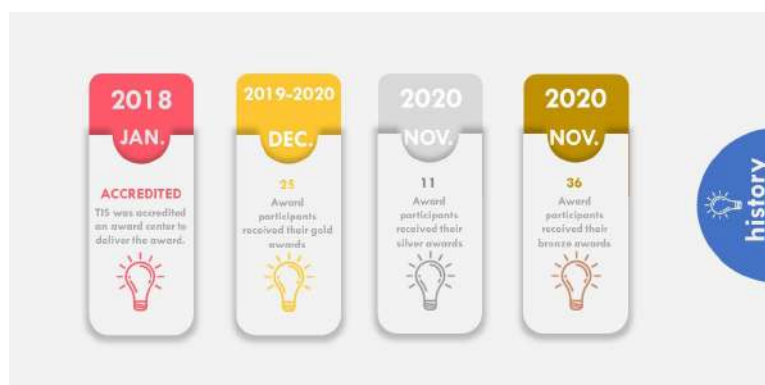 2018
JAN.
ACCREDITED
TIS was accredited
an award center to
deliver the award.
2019-2020
DEC.
25
Award
participants
received their gold
awards
2020
NOV.
11
Award
participants
received their
silver awards
2020
NOV.
36
Award
participants
received their
bronze awards
history